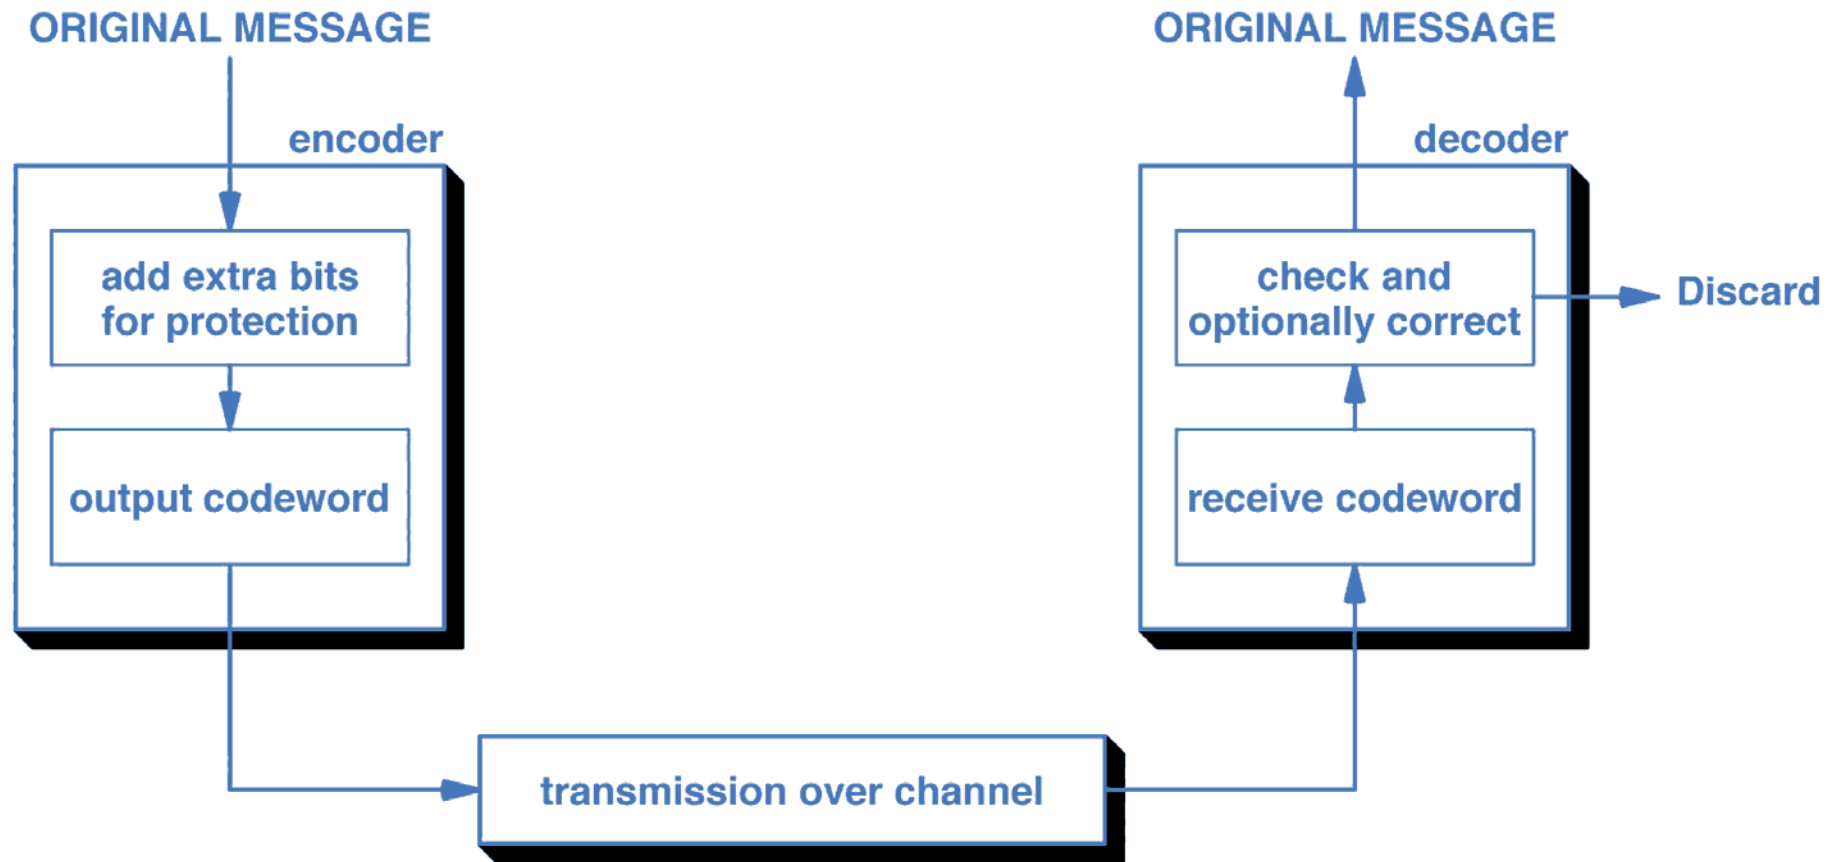 ORIGINAL MESSAGE
encoder
add extra bits
for protection
output codeword
transmission over channel
ORIGINAL MESSAGE
decoder
check and
optionally correct
Discard
receive codeword